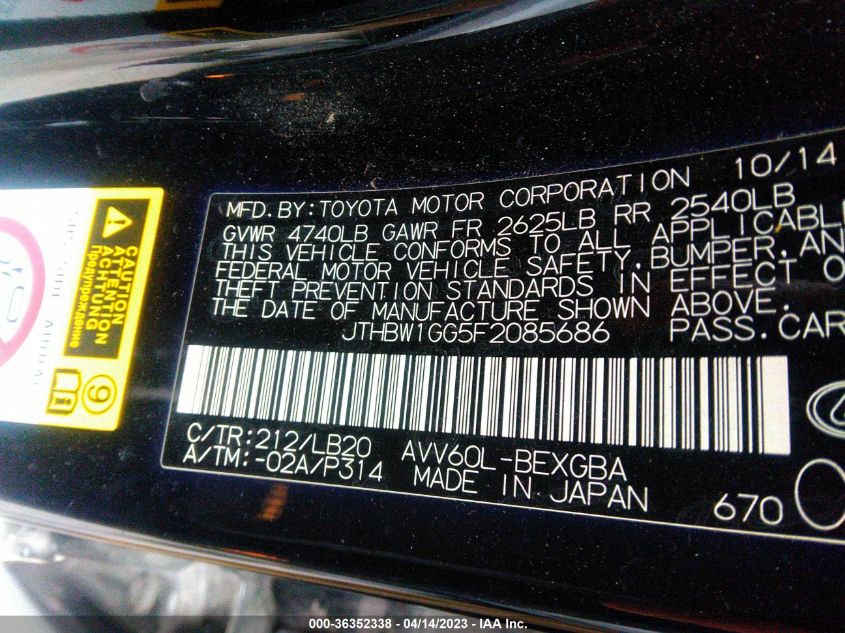 MFD.BY:TOYOTA MOTOR CORPORATION 10/14
GVWR 4740LB GAWR FR 2625LB RR 2540LB
THIS VEHICLE CONFORMS TO ALL APPLICABLE
FEDERAL MOTOR VEHICLE SAFETY,BUMPER,AN
THEFT PREVENTION STANDARDS IN EFFECT O
THE DATE OF MANUFACTURE SHOWN ABOVE.
JTHBW1GG5F2085686 PASS.CAR
C/TR:212/LB20 AVV60L-BEXGBA
A/TM:-02A/P314 MADE IN JAPAN
670
CAUTION
ATTENTION
ACHTUNG
Предупреждение
9
i
000-36352338 - 04/14/2023 - IAA Inc.